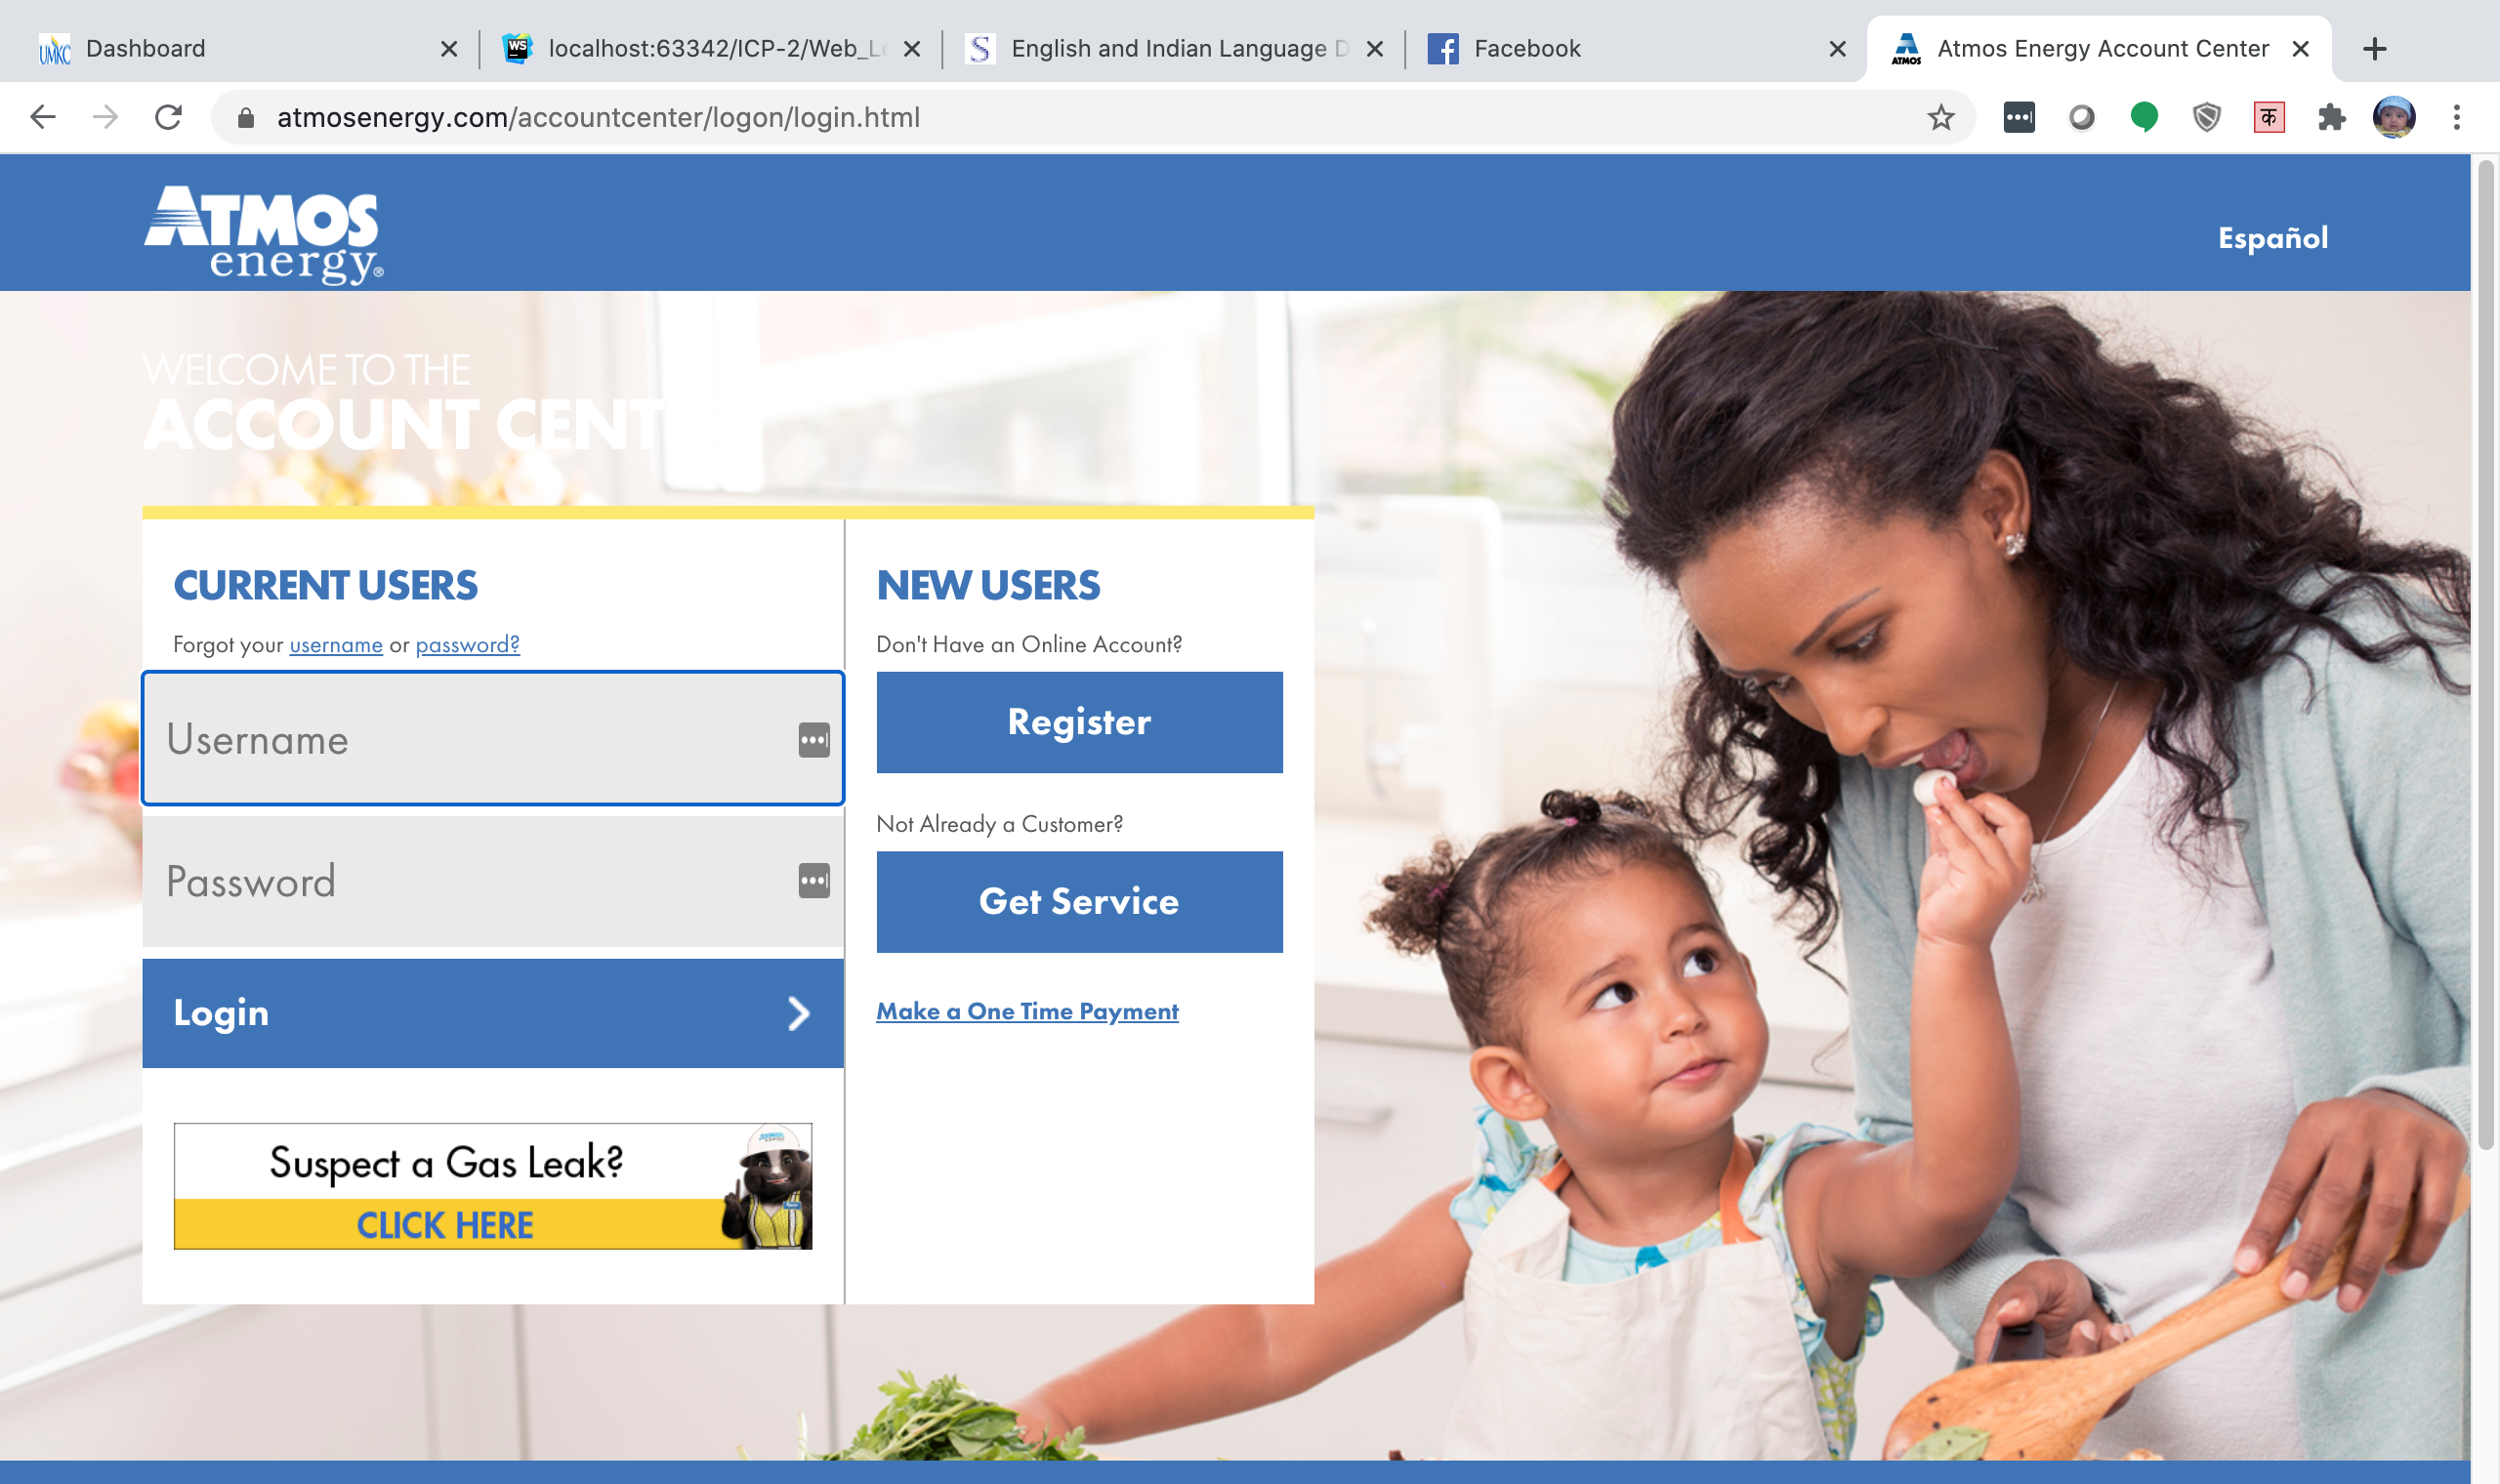 Dashboard
localhost:63342/ICP-2/Web_Le
English and Indian Language D
Facebook
Atmos Energy Account Center
atmosenergy.com/accountcenter/logon/login.html
क
ATMOS
energy®
Español
WELCOME TO THE
ACCOUNT CENT
CURRENT USERS
Forgot your username or password?
Username
Password
Login
Suspect a Gas Leak?
CLICK HERE
NEW USERS
Don't Have an Online Account?
Register
Not Already a Customer?
Get Service
Make a One Time Payment